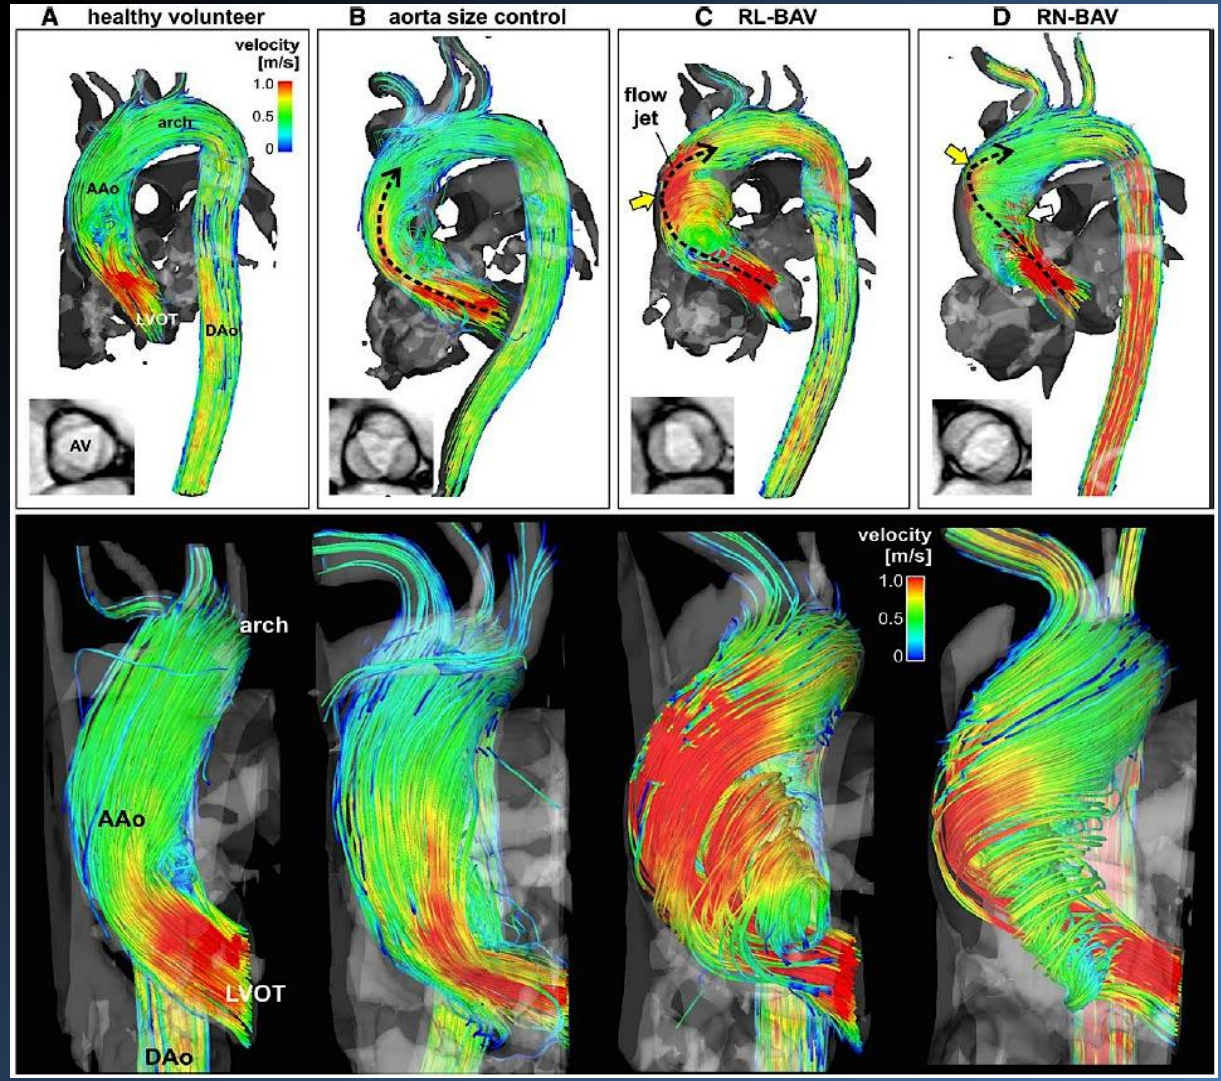 A healthy volunteer
B aorta size control
C RL-BAV
D RN-BAV
velocity
[m/s]
1.0
0.5
0
arch
AAo
LVOT
DAo
AV
flow
jet
velocity
[m/s]
1.0
0.5
0
arch
AAo
LVOT
DAo